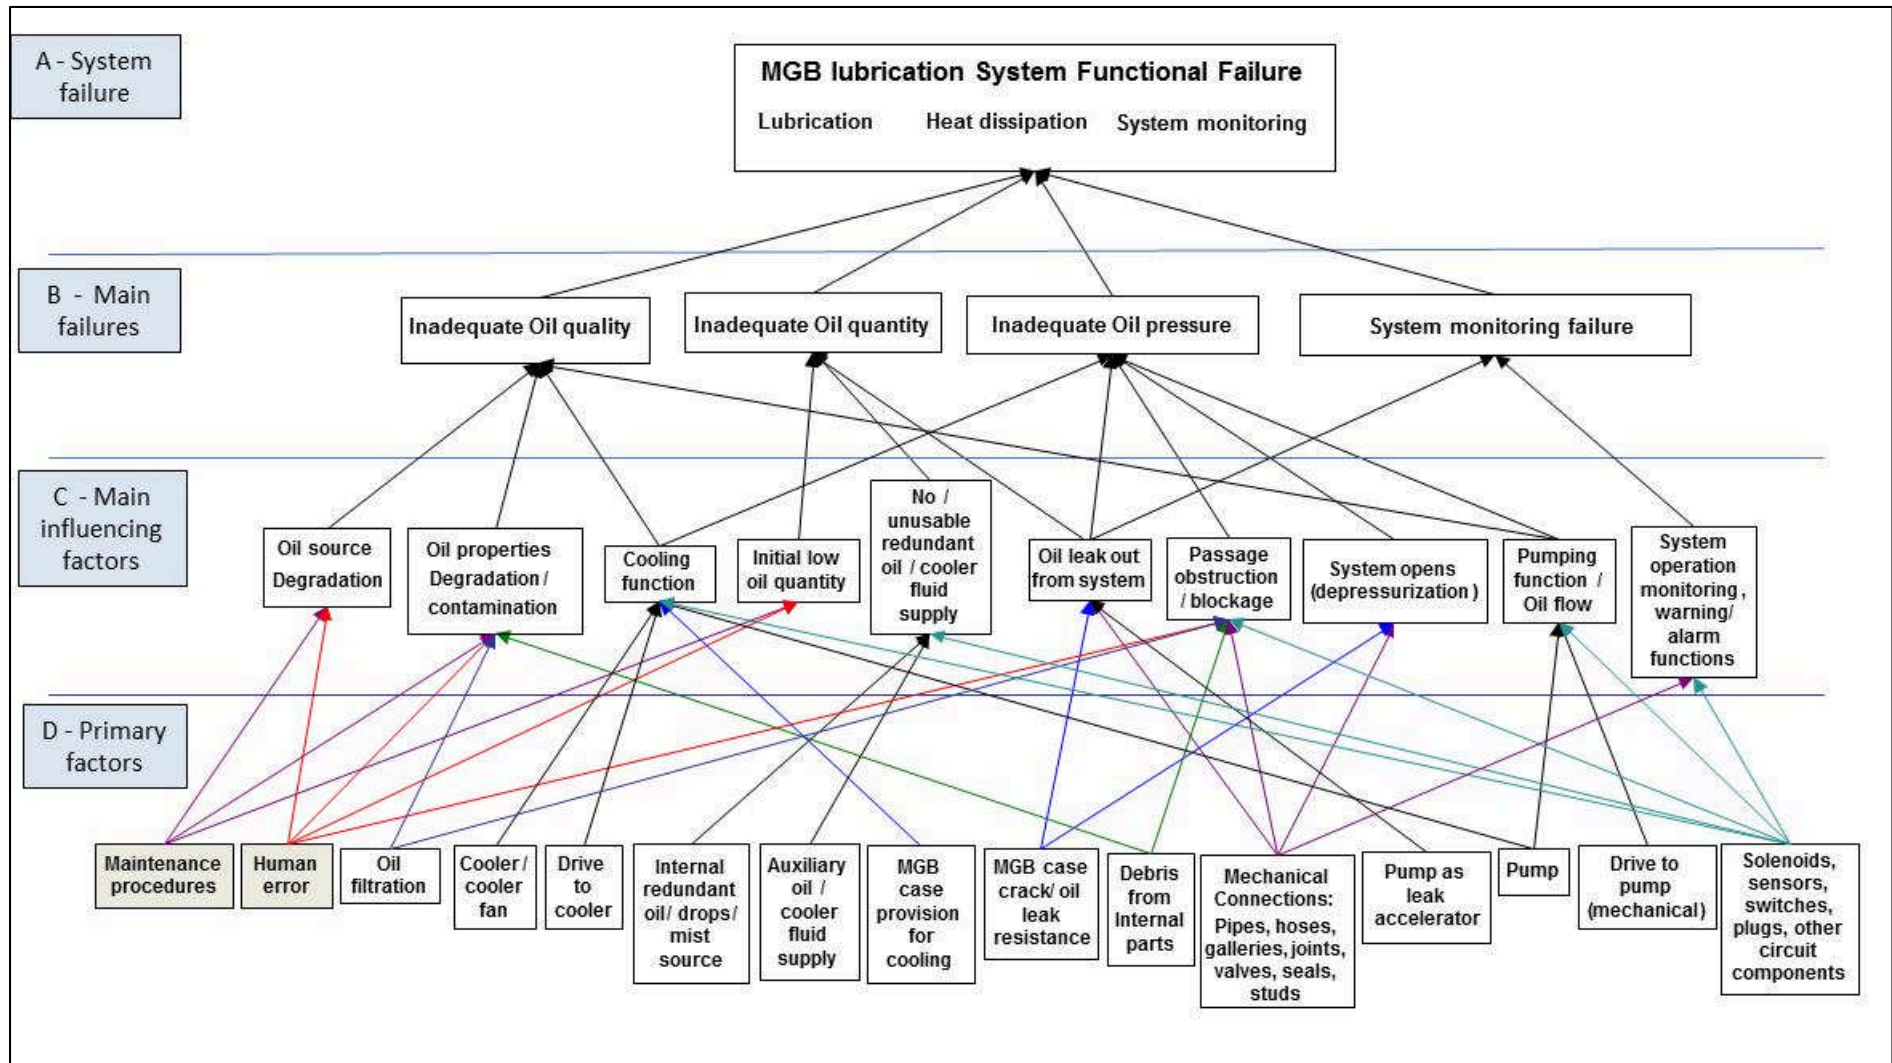 A - System
failure
MGB lubrication System Functional Failure
Lubrication Heat dissipation System monitoring
B - Main
failures
Inadequate Oil quality
Inadequate Oil quantity
Inadequate Oil pressure
System monitoring failure
C - Main
influencing
factors
Oil source
Degradation
Oil properties
Degradation /
contamination
Cooling
function
Initial low
oil quantity
No /
unusable
redundant
oil / cooler
fluid
supply
Oil leak out
from system
Passage
obstruction
/ blockage
System opens
(depressurization)
Pumping
function /
Oil flow
System
operation
monitoring,
warning/
alarm
functions
D - Primary
factors
Maintenance
procedures
Human
error
Oil
filtration
Cooler /
cooler
fan
Drive
to
cooler
Internal
redundant
oil/ drops/
mist
source
Auxiliary
oil /
cooler
fluid
supply
MGB
case
provision
for
cooling
MGB case
crack/ oil
leak
resistance
Debris
from
Internal
parts
Mechanical
Connections:
Pipes, hoses,
galleries, joints,
valves, seals,
studs
Pump as
leak
accelerator
Pump
Drive to
pump
(mechanical)
Solenoids,
sensors,
switches,
plugs, other
circuit
components